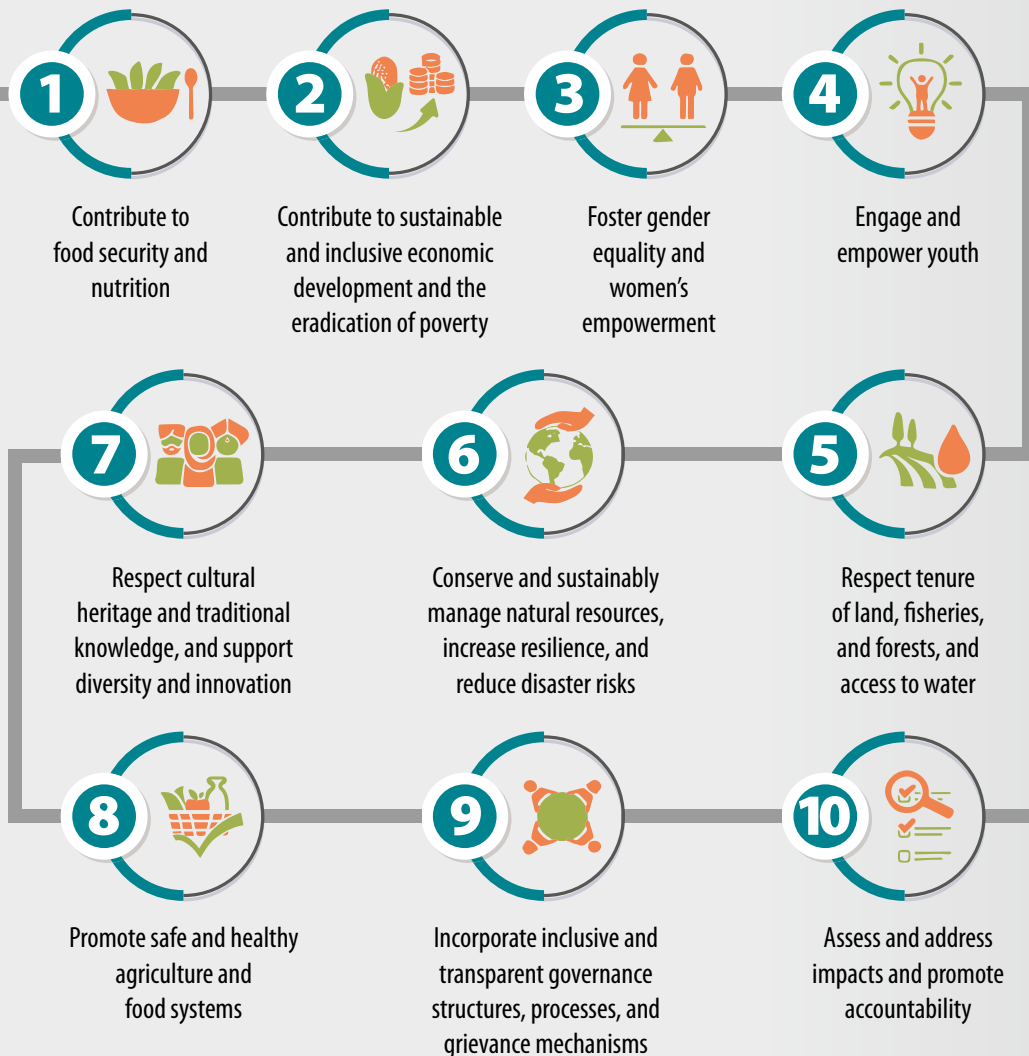 1
Contribute to
food security and
nutrition
2
Contribute to sustainable
and inclusive economic
development and the
eradication of poverty
3
Foster gender
equality and
women's
empowerment
4
Engage and
empower youth
5
Respect tenure
of land, fisheries,
and forests, and
access to water
6
Conserve and sustainably
manage natural resources,
increase resilience, and
reduce disaster risks
7
Respect cultural
heritage and traditional
knowledge, and support
diversity and innovation
8
Promote safe and healthy
agriculture and
food systems
9
Incorporate inclusive and
transparent governance
structures, processes, and
grievance mechanisms
10
Assess and address
impacts and promote
accountability